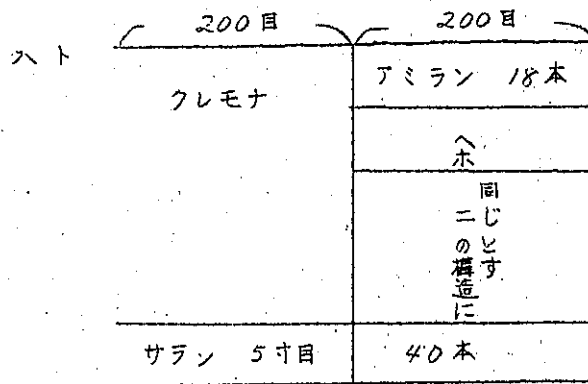 200目 200目
ヘト
クレモナ
アミラン 18本
ヘホ
ニの構造に
同じとす
サラン 5寸目
40本